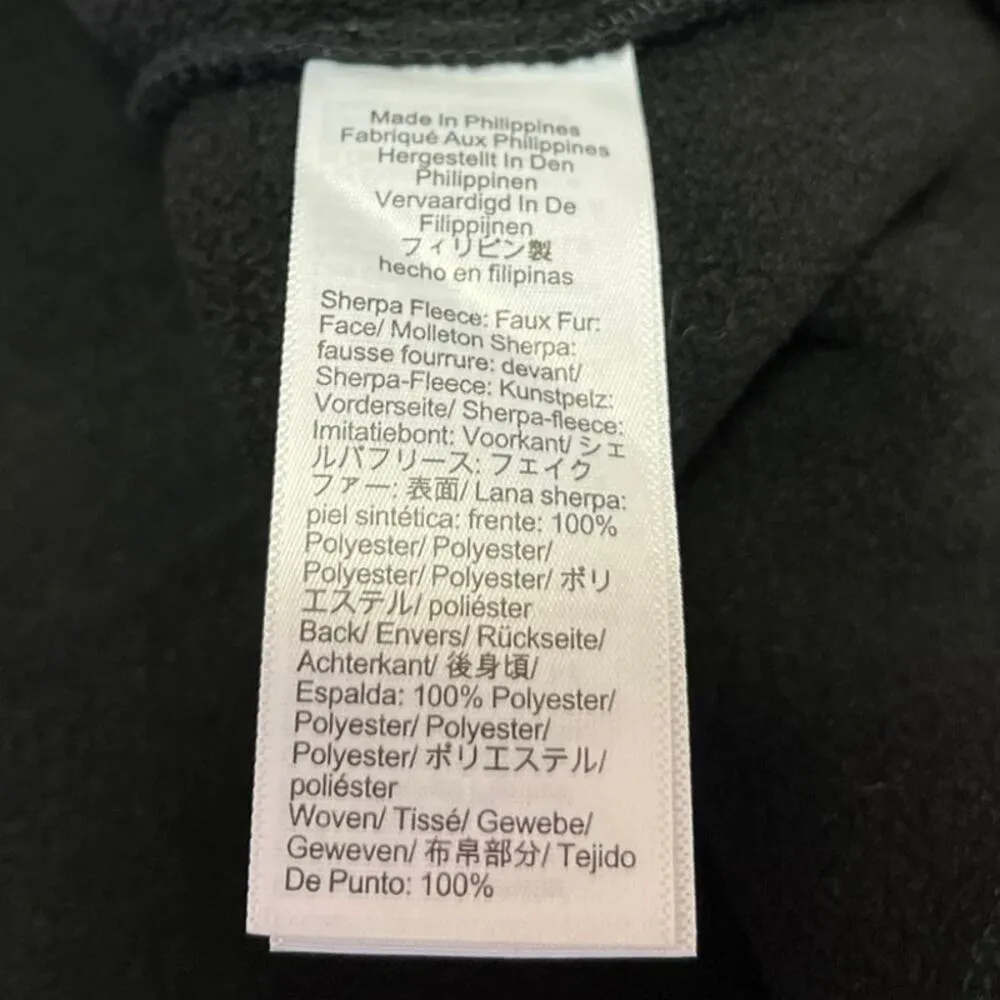 Made In Philippines
Fabriqué Aux Philippines
Hergestellt In Den
Philippinen
Vervaardigd In De
Filippijnen
フィリピン製
hecho en filipinas
Sherpa Fleece: Faux Fur:
Face/ Molleton Sherpa:
fausse fourrure: devant/
Sherpa-Fleece: Kunstpelz:
Vorderseite/ Sherpa-fleece:
Imitatiebont: Voorkant/ シェ
ルパフリース: フェイク
ファー: 表面/ Lana sherpa:
piel sintética: frente: 100%
Polyester/ Polyester/
Polyester/ Polyester/ ポリ
エステル/ poliéster
Back/ Envers/ Rückseite/
Achterkant/ 後身頃/
Espalda: 100% Polyester/
Polyester/ Polyester/
Polyester/ ポリエステル/
poliéster
Woven/ Tissé/ Gewebe/
Geweven/ 布帛部分/ Tejido
De Punto: 100%